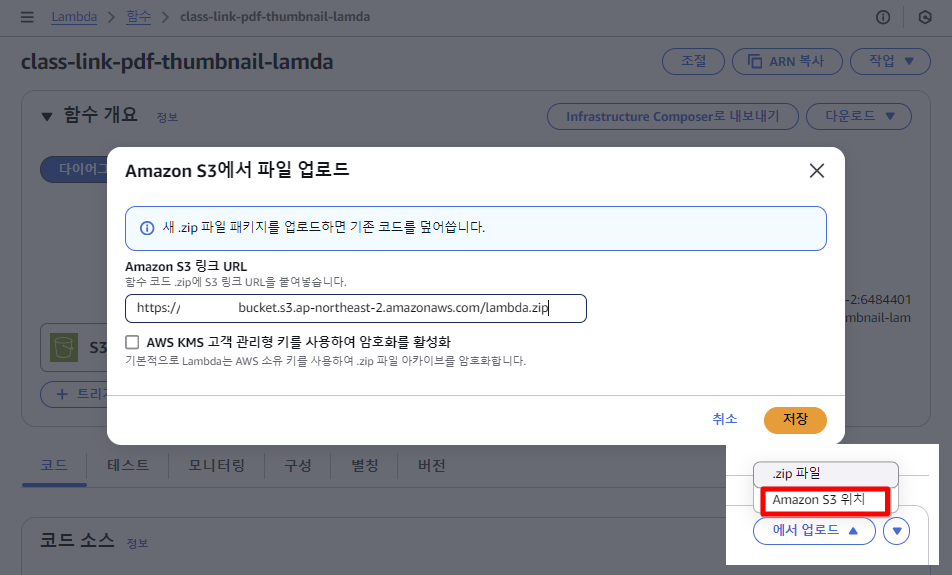 Lambda > 함수 > class-link-pdf-thumbnail-lamda
class-link-pdf-thumbnail-lamda
조절
ARN 복사
작업
함수 개요 정보
Infrastructure Composer로 내보내기
다운로드
다이어그
Amazon S3에서 파일 업로드
새 .zip 파일 패키지를 업로드하면 기존 코드를 덮어씁니다.
Amazon S3 링크 URL
함수 코드 .zip에 S3 링크 URL을 붙여넣습니다.
https:// bucket.s3.ap-northeast-2.amazonaws.com/lambda.zip
-2:6484401
mbnail-lam
AWS KMS 고객 관리형 키를 사용하여 암호화를 활성화
기본적으로 Lambda는 AWS 소유 키를 사용하여 .zip 파일 아카이브를 암호화합니다.
S3
+ 트리거
취소
저장
코드
테스트
모니터링
구성
별칭
버전
.zip 파일
Amazon S3 위치
에서 업로드
코드 소스 정보